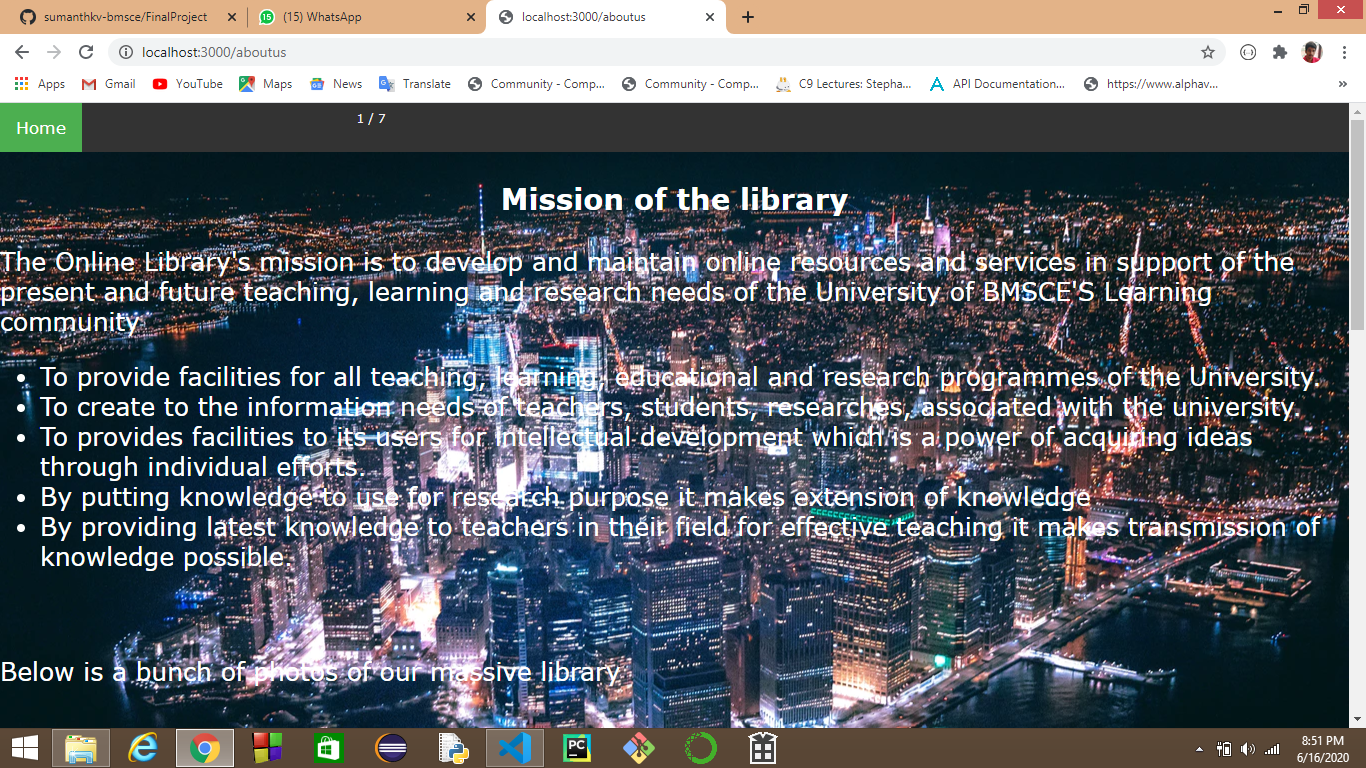 sumanthkv-bmsce/FinalProject
(15) WhatsApp
localhost:3000/aboutus
localhost:3000/aboutus
Apps
Gmail
YouTube
Maps
News
Translate
Community - Comp...
Community - Comp...
C9 Lectures: Stepha...
API Documentation...
https://www.alphav...
Home
1 / 7
Mission of the library
The Online Library's mission is to develop and maintain online resources and services in support of the
present and future teaching, learning and research needs of the University of BMSCE'S Learning
community
To provide facilities for all teaching, learning, educational and research programmes of the University.
To create to the information needs of teachers, students, researches, associated with the university.
To provides facilities to its users for intellectual development which is a power of acquiring ideas
through individual efforts.
By putting knowledge to use for research purpose it makes extension of knowledge
By providing latest knowledge to teachers in their field for effective teaching it makes transmission of
knowledge possible.
Below is a bunch of photos of our massive library
PC
8:51 PM
6/16/2020